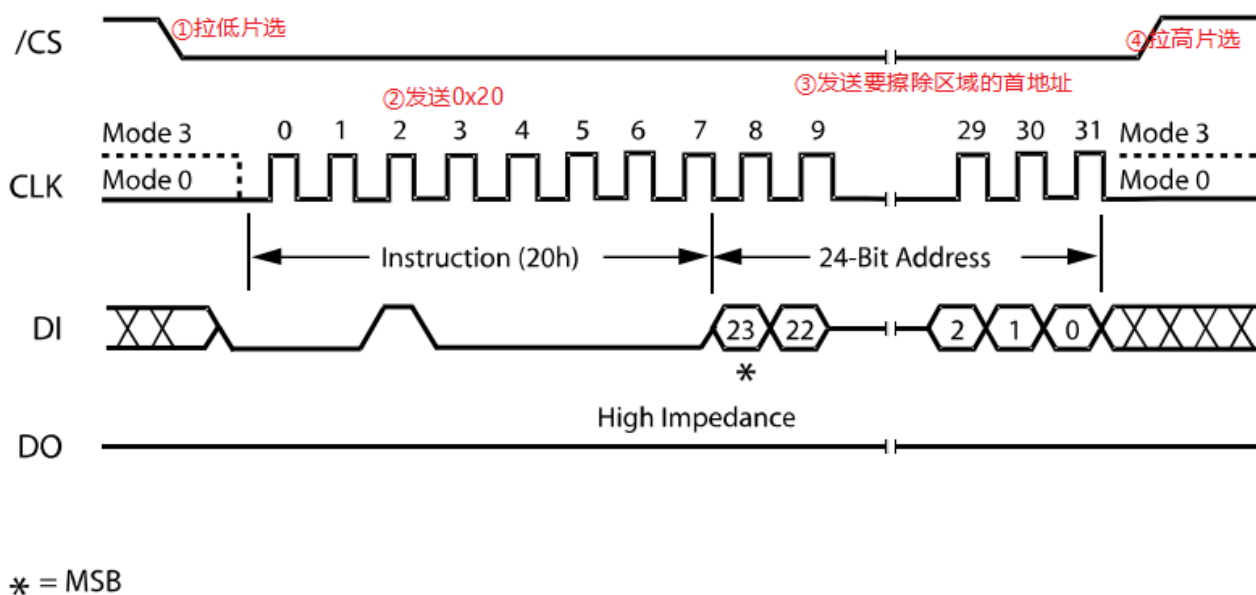 /CS
①拉低片选
④拉高片选
②发送0x20
③发送要擦除区域的首地址
Mode 3
0 1 2 3 4 5 6 7 8 9 29 30 31
Mode 3
CLK
Mode 0
Mode 0
Instruction (20h)
24-Bit Address
DI
23 22 2 1 0
*
High Impedance
DO
* = MSB